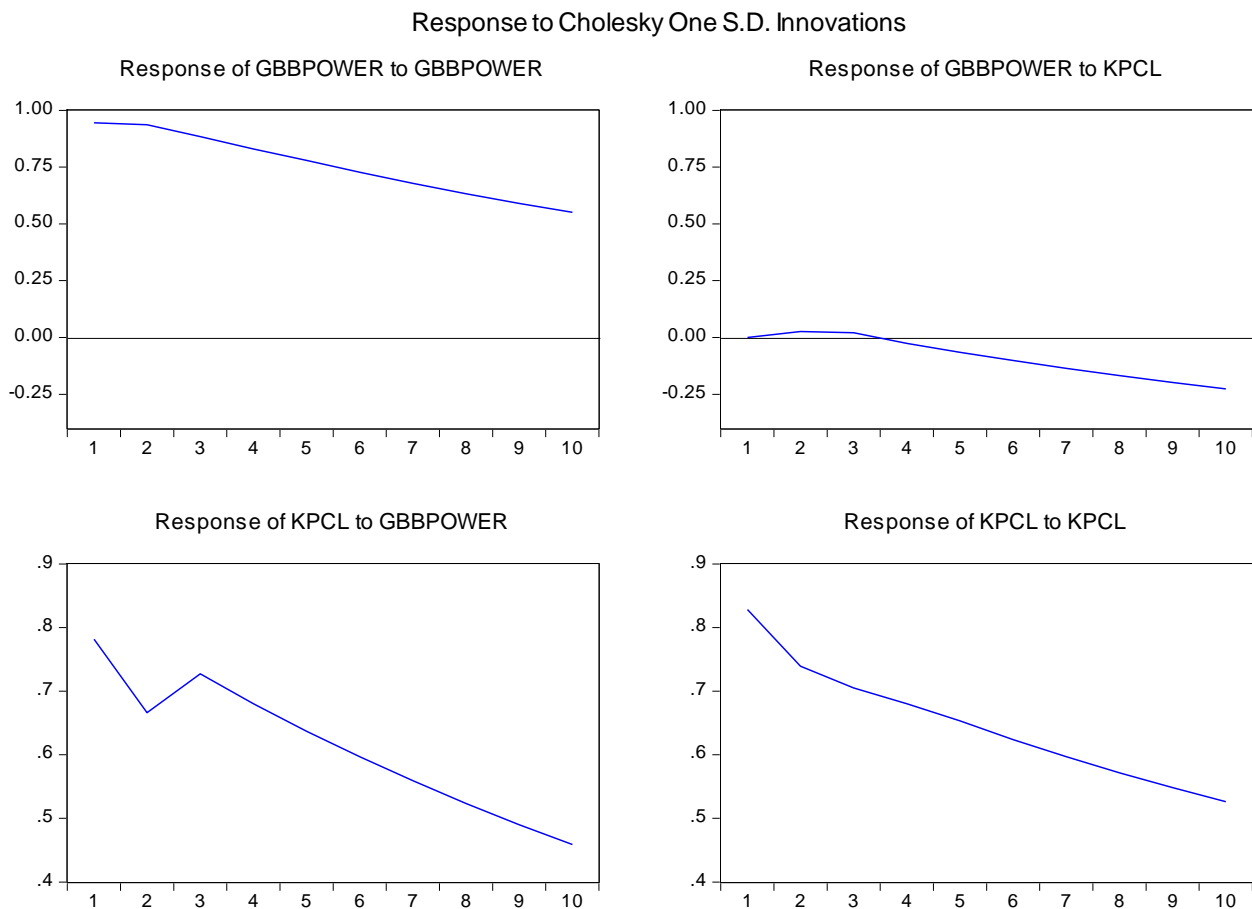 Response to Cholesky One S.D. Innovations
Response of GBBPOWER to GBBPOWER
1.00
0.75
0.50
0.25
0.00
-0.25
1 2 3 4 5 6 7 8 9 10
Response of GBBPOWER to KPCL
1.00
0.75
0.50
0.25
0.00
-0.25
1 2 3 4 5 6 7 8 9 10
Response of KPCL to GBBPOWER
.9
.8
.7
.6
.5
.4
1 2 3 4 5 6 7 8 9 10
Response of KPCL to KPCL
.9
.8
.7
.6
.5
.4
1 2 3 4 5 6 7 8 9 10